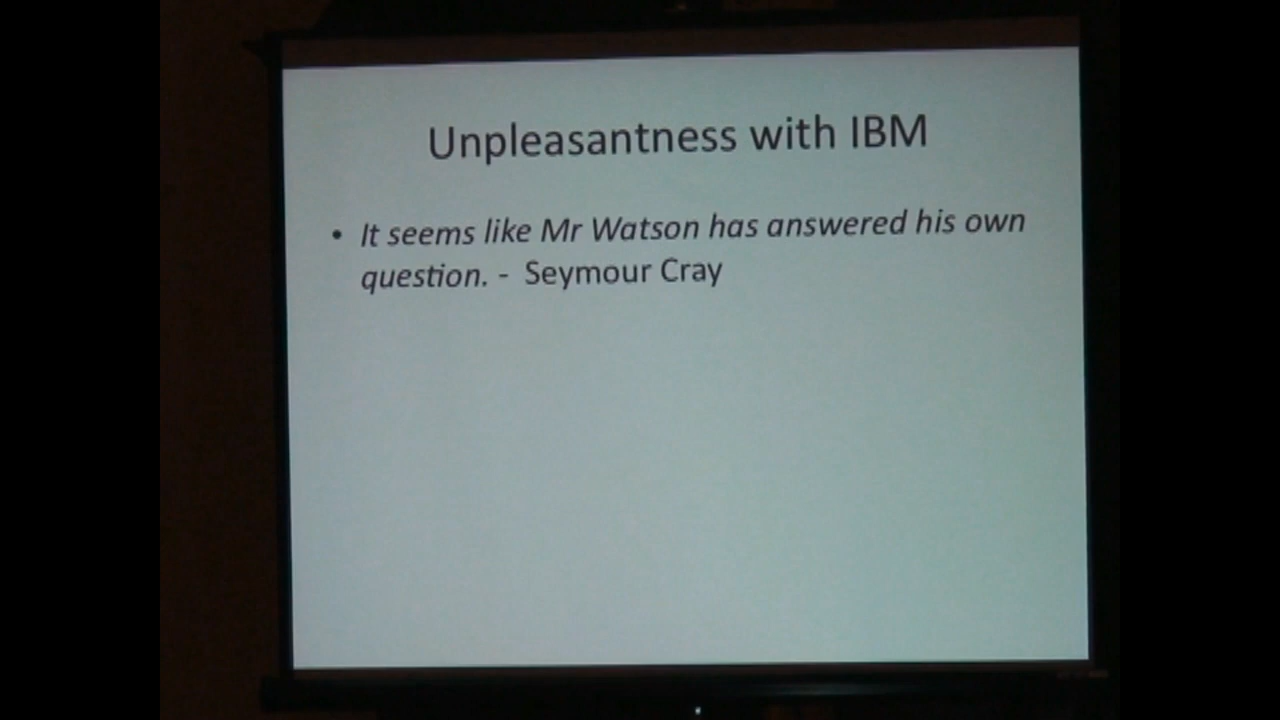 Unpleasantness with IBM
• It seems like Mr Watson has answered his own
question. - Seymour Cray